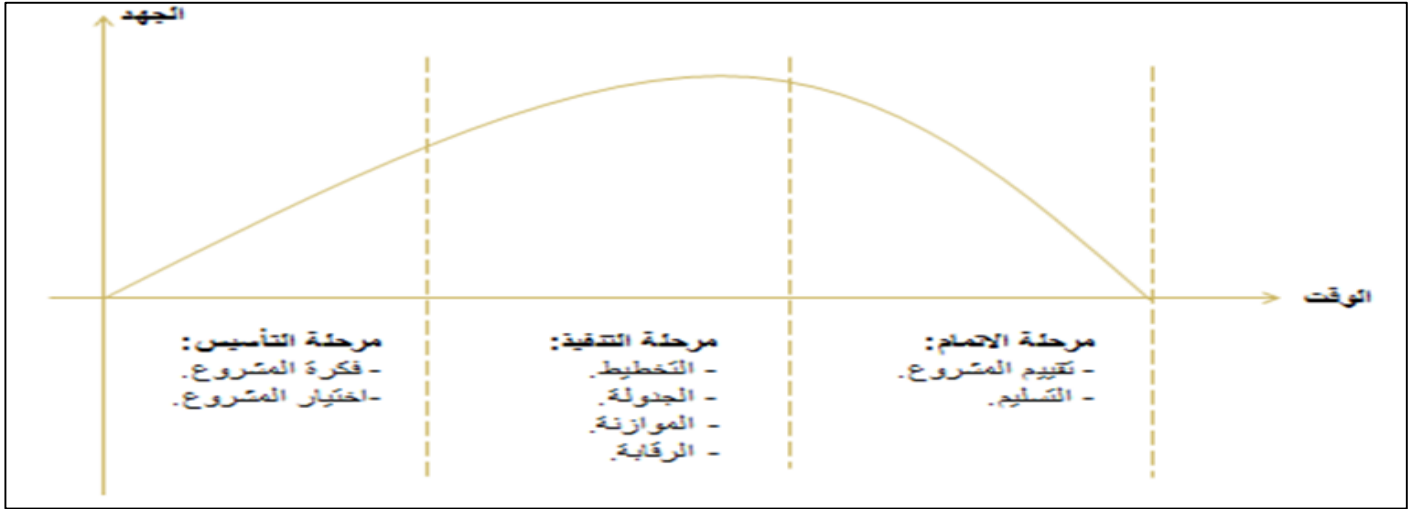 الجهد
الوقت
مرحلة التأسيس:
- فكرة المشروع.
-اختيار المشروع.
مرحلة التنفيذ:
- التخطيط.
- الجدولة.
- الموازنة.
- الرقابة.
مرحلة الاتمام:
- تقييم المشروع.
- التسليم.